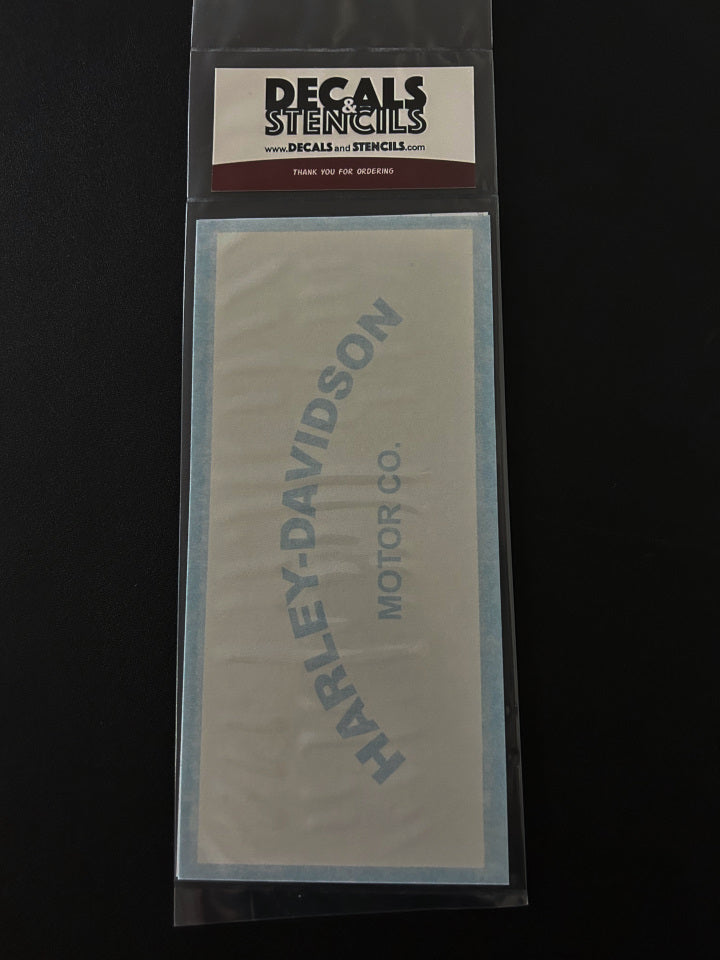 DECALS
&
STENCILS
www.DECALSandSTENCILS.com
THANK YOU FOR ORDERING
HARLEY-DAVIDSON
MOTOR CO.